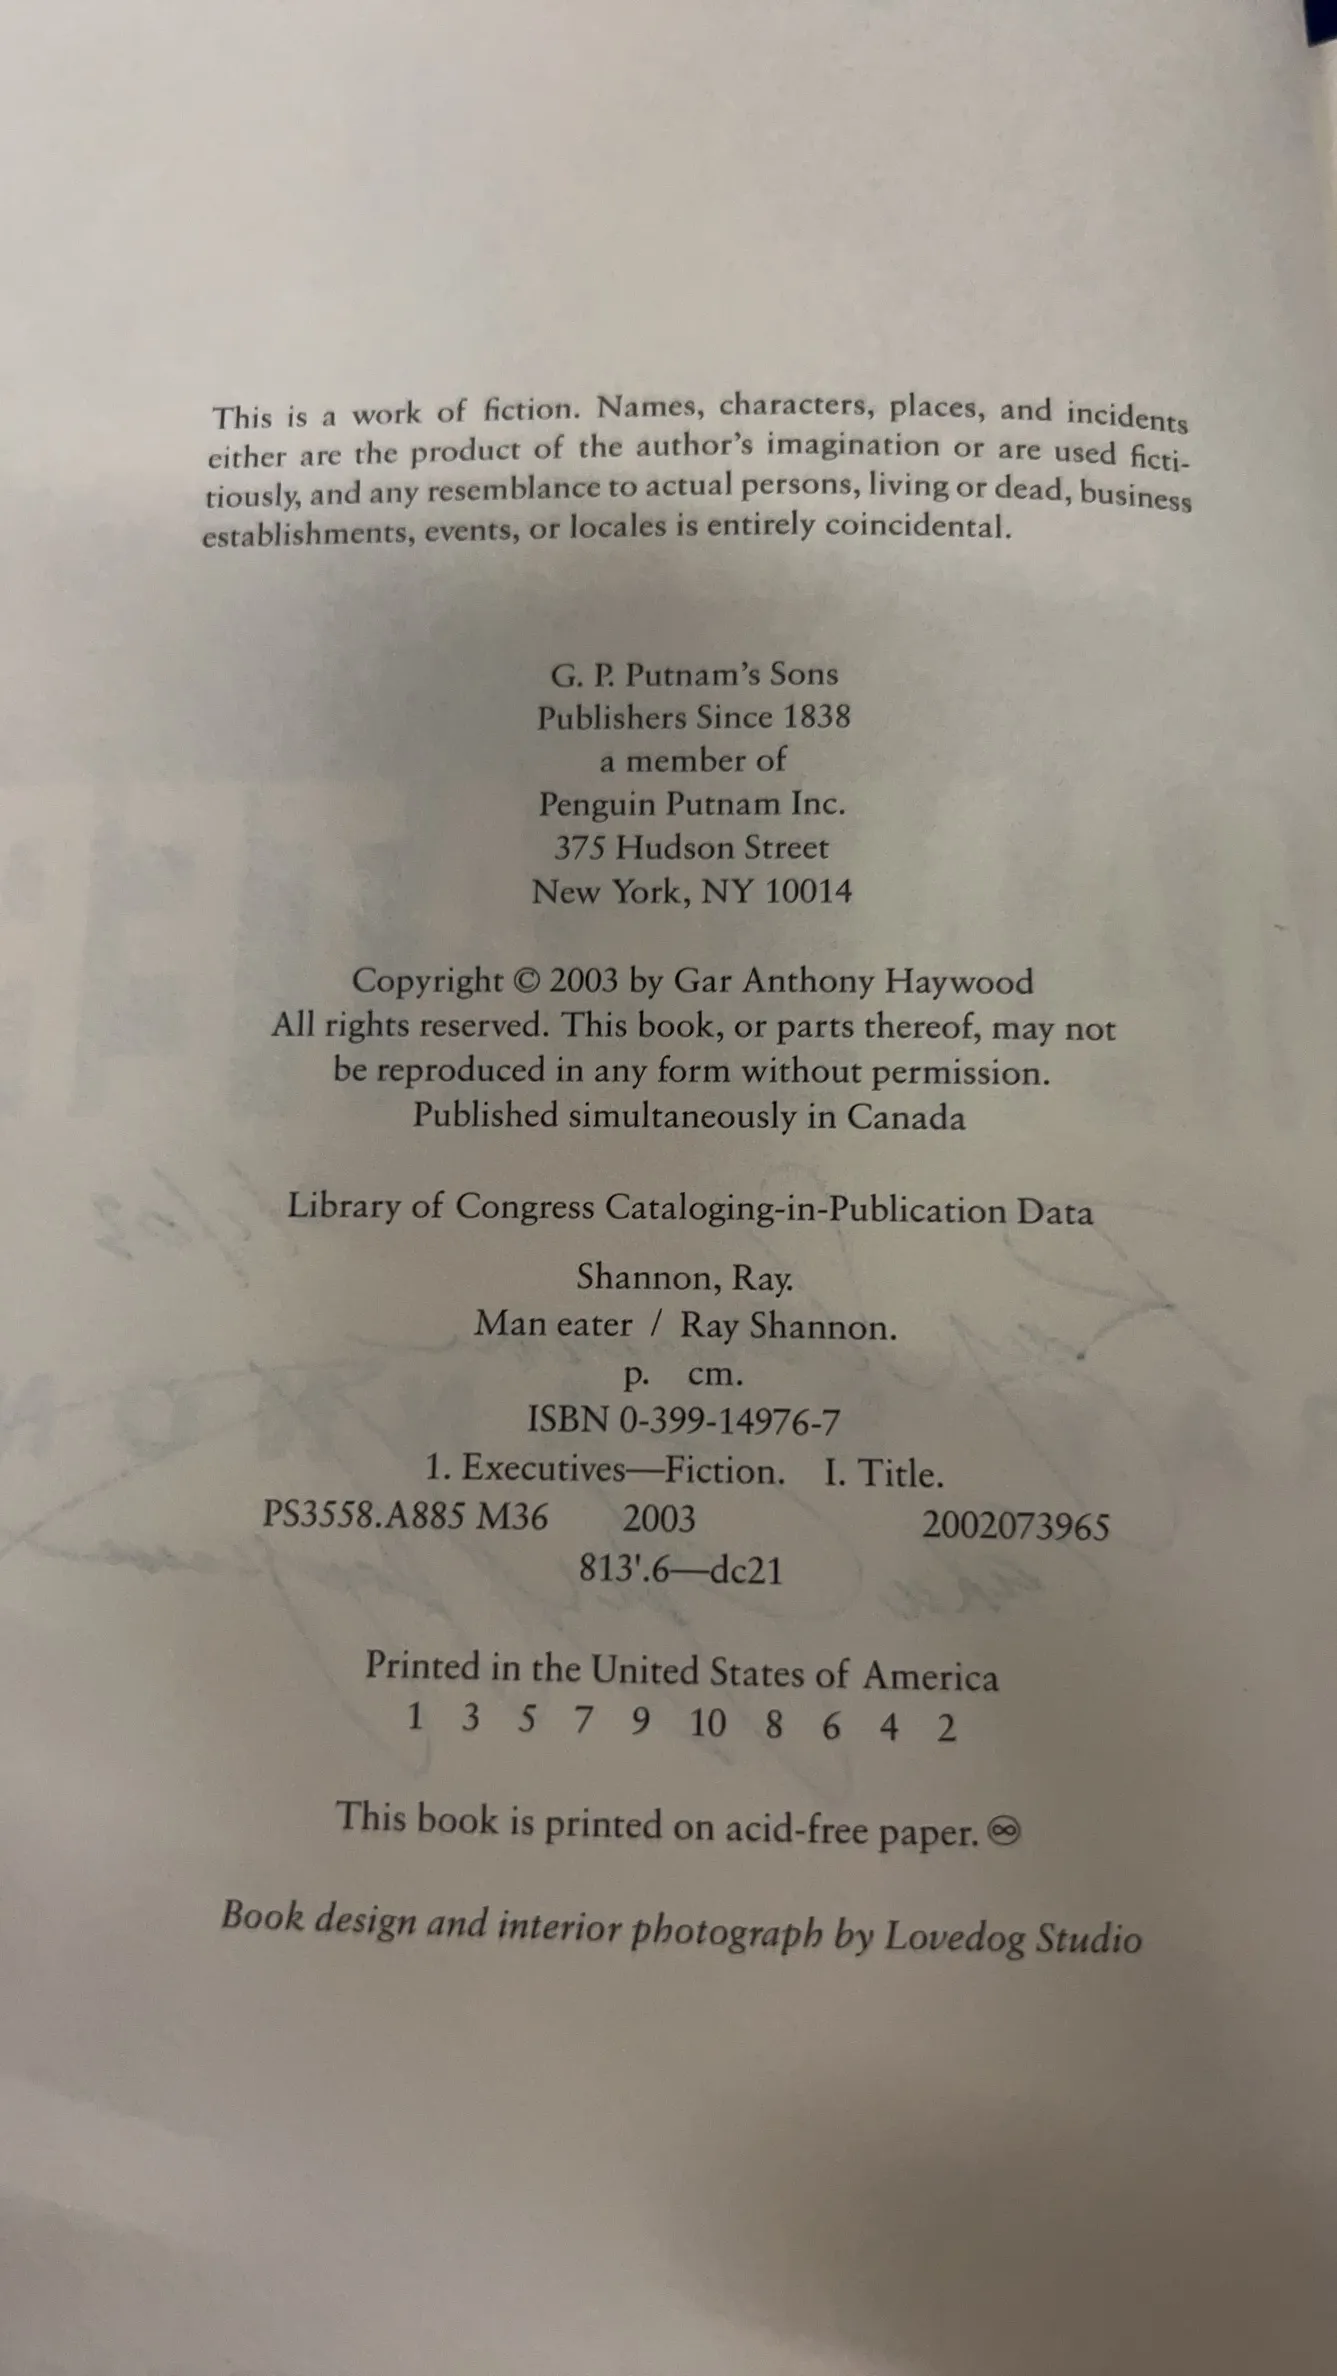 This is a work of fiction. Names, characters, places, and incidents
either are the product of the author's imagination or are used ficti-
tiously, and any resemblance to actual persons, living or dead, business
establishments, events, or locales is entirely coincidental.
G. P. Putnam's Sons
Publishers Since 1838
a member of
Penguin Putnam Inc.
375 Hudson Street
New York, NY 10014
Copyright © 2003 by Gar Anthony Haywood
All rights reserved. This book, or parts thereof, may not
be reproduced in any form without permission.
Published simultaneously in Canada
Library of Congress Cataloging-in-Publication Data
Shannon, Ray.
Man eater / Ray Shannon.
p. cm.
ISBN 0-399-14976-7
1. Executives—Fiction. I. Title.
PS3558.A885 M36 2003 2002073965
813'.6—dc21
Printed in the United States of America
1 3 5 7 9 10 8 6 4 2
This book is printed on acid-free paper. ♾
Book design and interior photograph by Lovedog Studio